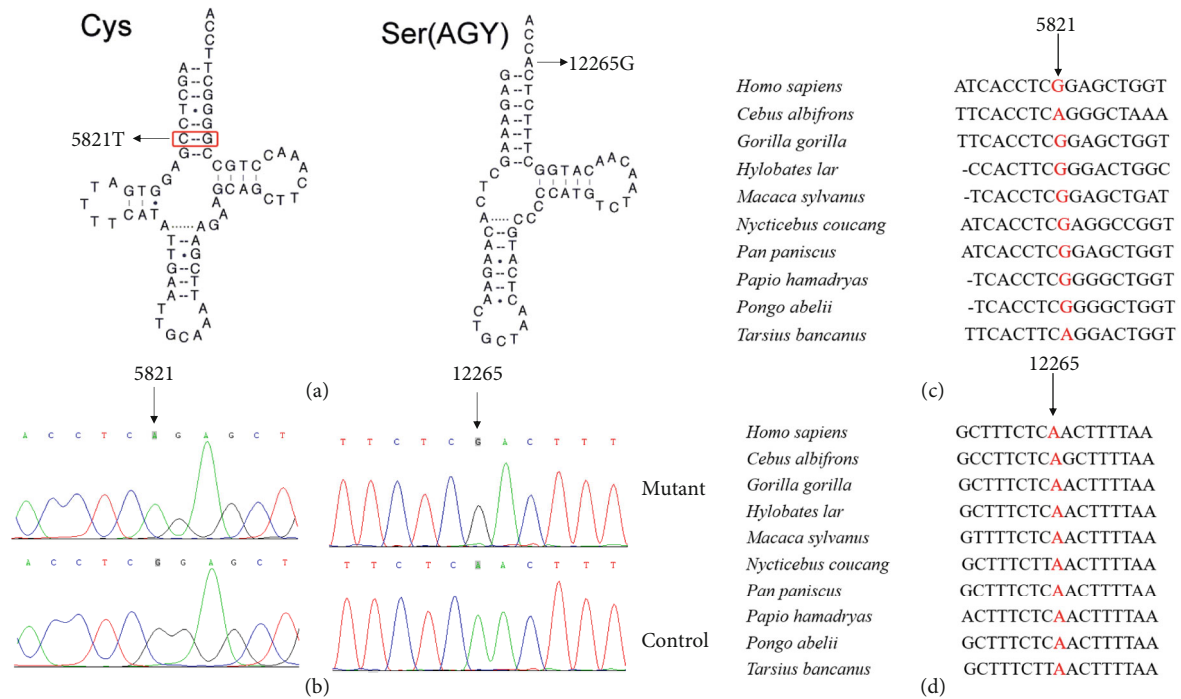 Cys
Ser(AGY)
5821T
12265G
(a)
5821
12265
A C C T C A G A G C T
T T C T C G A C T T T
Mutant
A C C T C G G A G C T
T T C T C A A C T T T
Control
(b)
5821
Homo sapiens ATCACCTCGGAGCTGGT
Cebus albifrons TTCACCTCAGGGCTAAA
Gorilla gorilla TTCACCTCGGAGCTGGT
Hylobates lar -CCACTTCGGGACTGGC
Macaca sylvanus -TCACCTCGGAGCTGAT
Nycticebus coucang ATCACCTCGAGGCCGGT
Pan paniscus ATCACCTCGGAGCTGGT
Papio hamadryas -TCACCTCGGGGCTGGT
Pongo abelii -TCACCTCGGGGCTGGT
Tarsius bancanus TTCACTTCAGGACTGGT
(c)
12265
Homo sapiens GCTTTCTCAACTTTTAA
Cebus albifrons GCCTTCTCAGCTTTTAA
Gorilla gorilla GCTTTCTCAACTTTTAA
Hylobates lar GCTTTCTCAACTTTTAA
Macaca sylvanus GTTTTCTCAACTTTTAA
Nycticebus coucang GCTTTCTTAACTTTTAA
Pan paniscus GCTTTCTCAACTTTTAA
Papio hamadryas ACTTTCTCAACTTTTAA
Pongo abelii GCTTTCTCAACTTTTAA
Tarsius bancanus GCTTTCTTAACTTTTAA
(d)